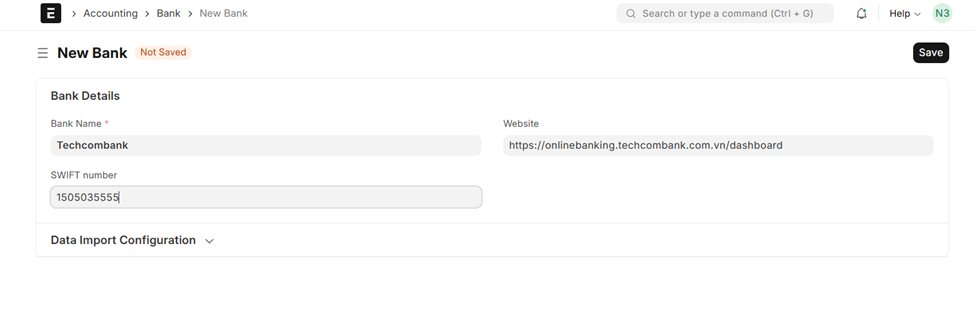 E Accounting Bank New Bank Search or type a command (Ctrl + G) Help N3
New Bank Not Saved Save
Bank Details
Bank Name * Website
Techcombank https://onlinebanking.techcombank.com.vn/dashboard
SWIFT number
1505035555
Data Import Configuration